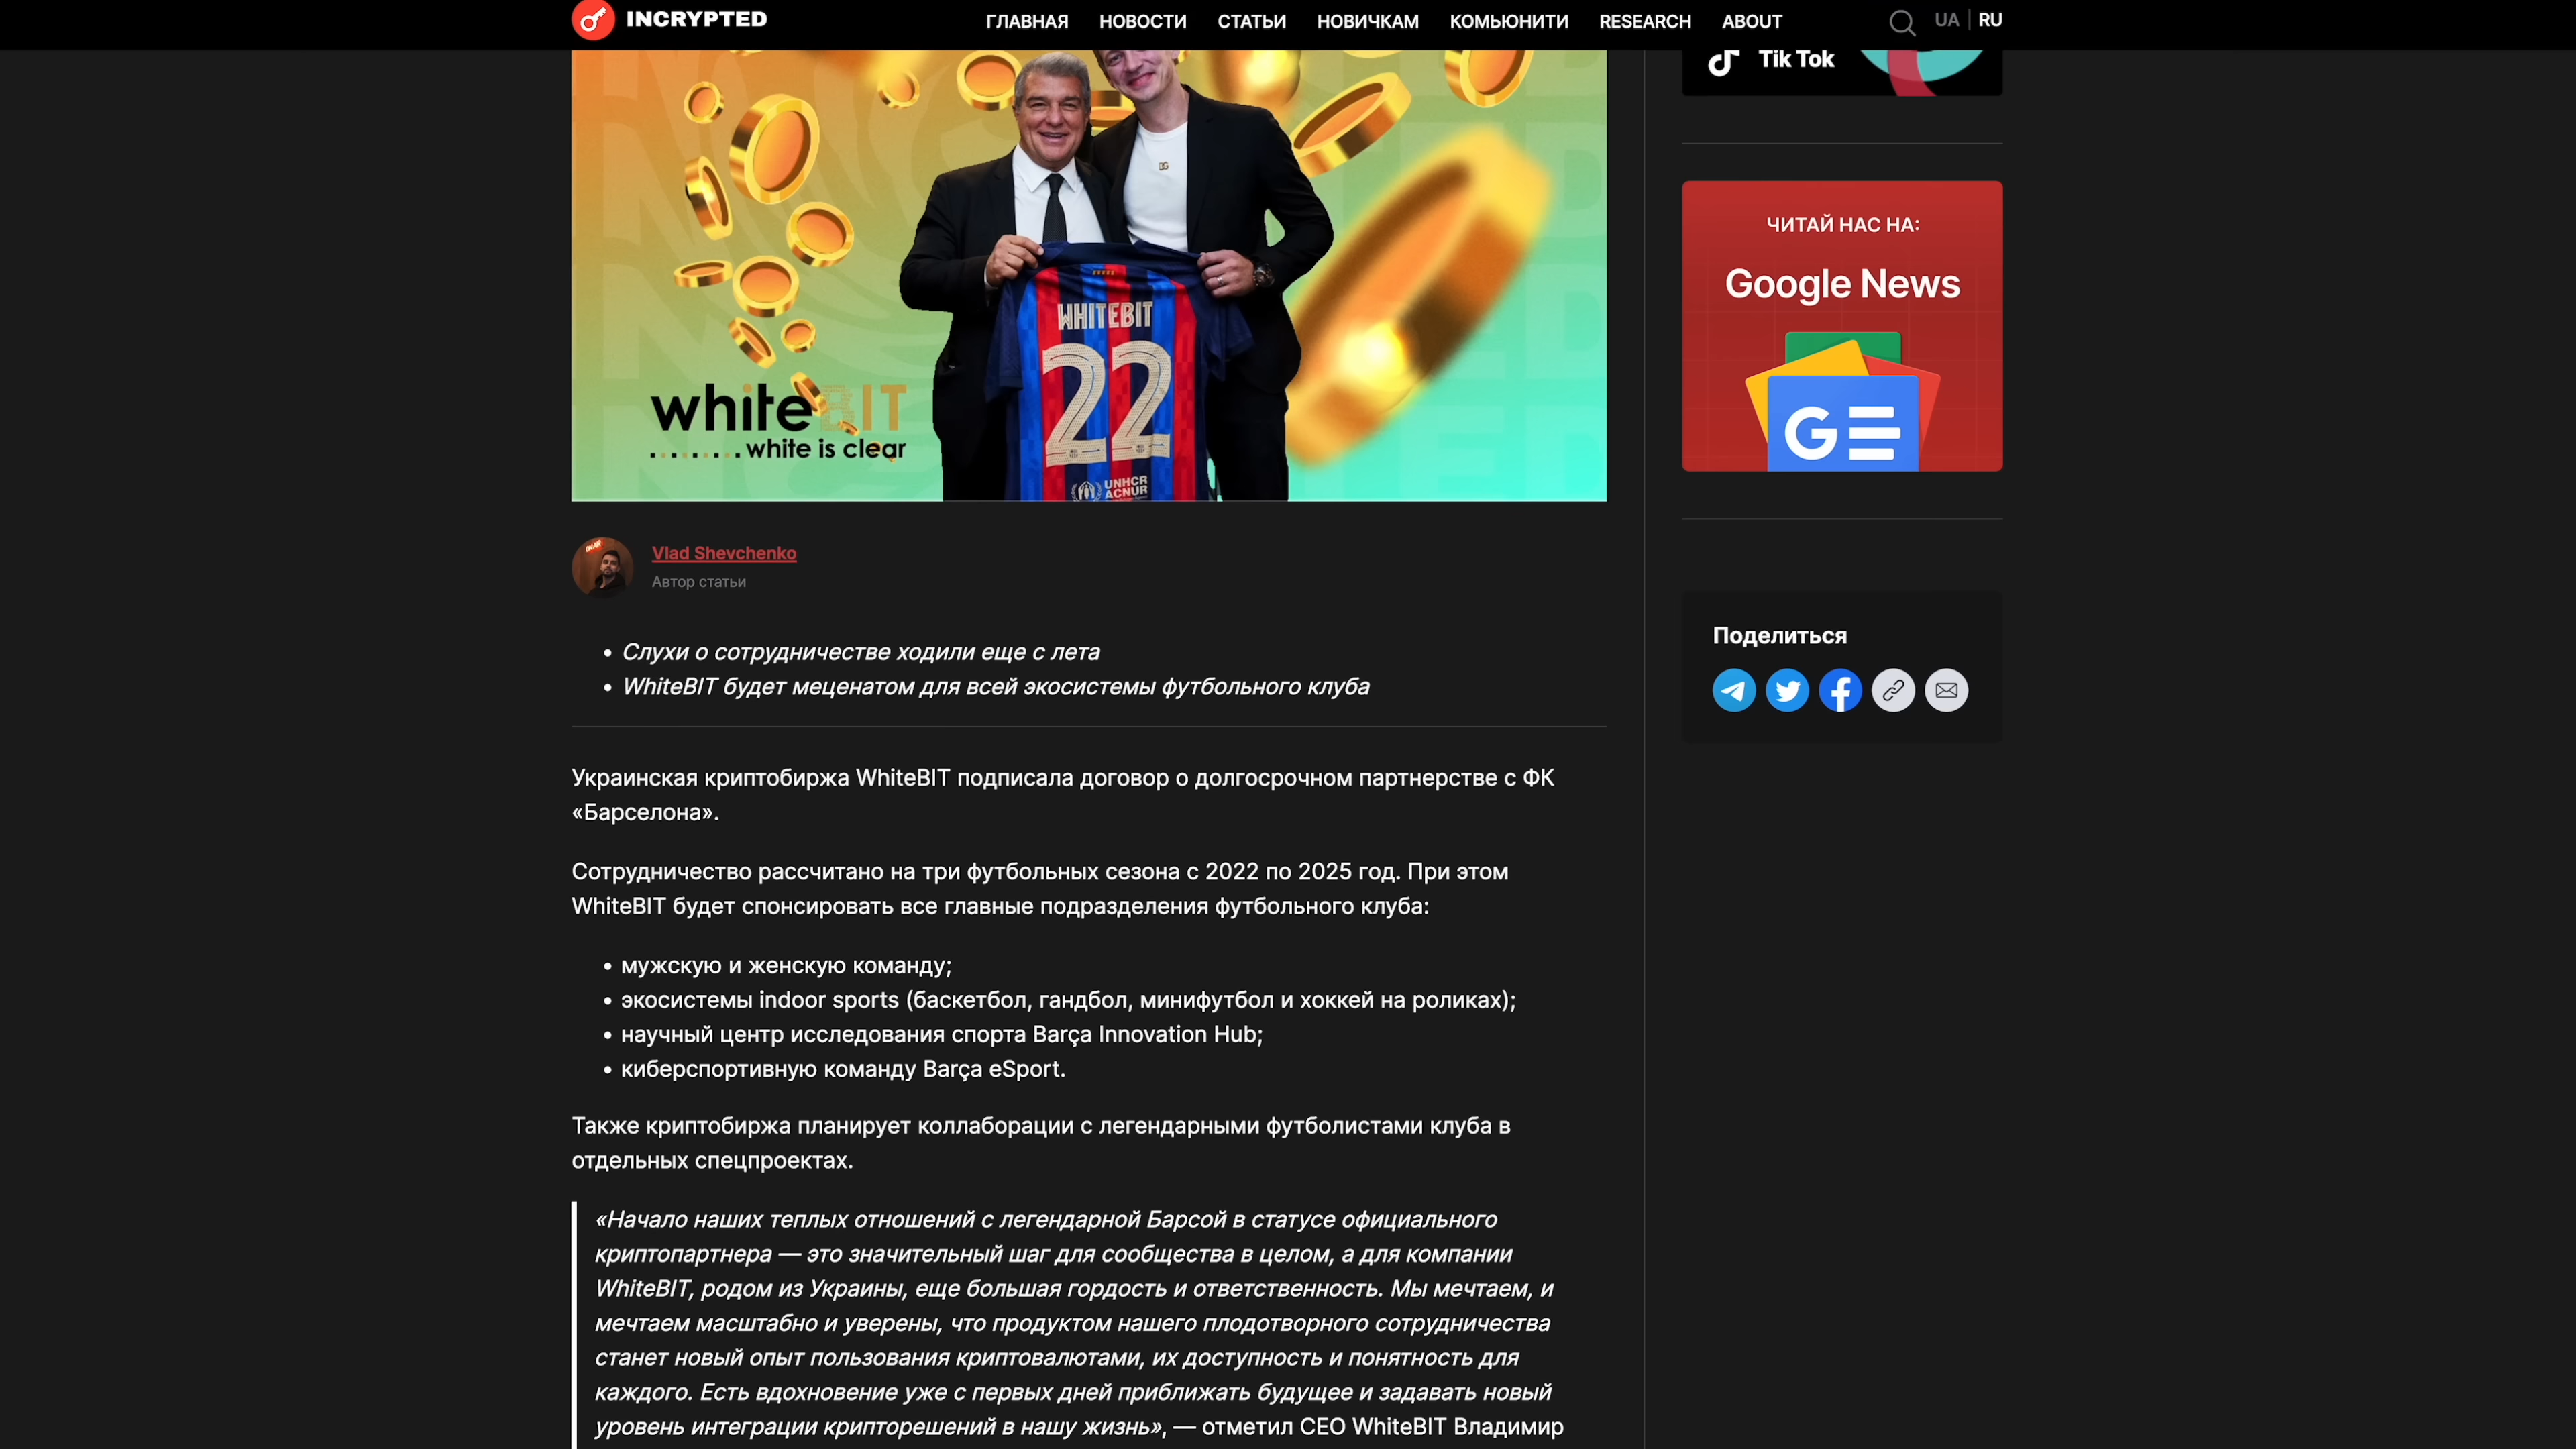 INCRYPTED
ГЛАВНАЯ НОВОСТИ СТАТЬИ НОВИЧКАМ КОМЬЮНИТИ RESEARCH ABOUT
UA | RU
WHITEBIT
22
UNHCR
ACNUR
whiteBIT
white is clear
Vlad Shevchenko
Автор статьи
• Слухи о сотрудничестве ходили еще с лета
• WhiteBIT будет меценатом для всей экосистемы футбольного клуба
Украинская криптобиржа WhiteBIT подписала договор о долгосрочном партнерстве с ФК
«Барселона».
Сотрудничество рассчитано на три футбольных сезона с 2022 по 2025 год. При этом
WhiteBIT будет спонсировать все главные подразделения футбольного клуба:
• мужскую и женскую команду;
• экосистемы indoor sports (баскетбол, гандбол, минифутбол и хоккей на роликах);
• научный центр исследования спорта Barça Innovation Hub;
• киберспортивную команду Barça eSport.
Также криптобиржа планирует коллаборации с легендарными футболистами клуба в
отдельных спецпроектах.
«Начало наших теплых отношений с легендарной Барсой в статусе официального
криптопартнера — это значительный шаг для сообщества в целом, а для компании
WhiteBIT, родом из Украины, еще большая гордость и ответственность. Мы мечтаем, и
мечтаем масштабно и уверены, что продуктом нашего плодотворного сотрудничества
станет новый опыт пользования криптовалютами, их доступность и понятность для
каждого. Есть вдохновение уже с первых дней приближать будущее и задавать новый
уровень интеграции крипторешений в нашу жизнь», — отметил CEO WhiteBIT Владимир
Tik Tok
ЧИТАЙ НАС НА:
Google News
G
Поделиться